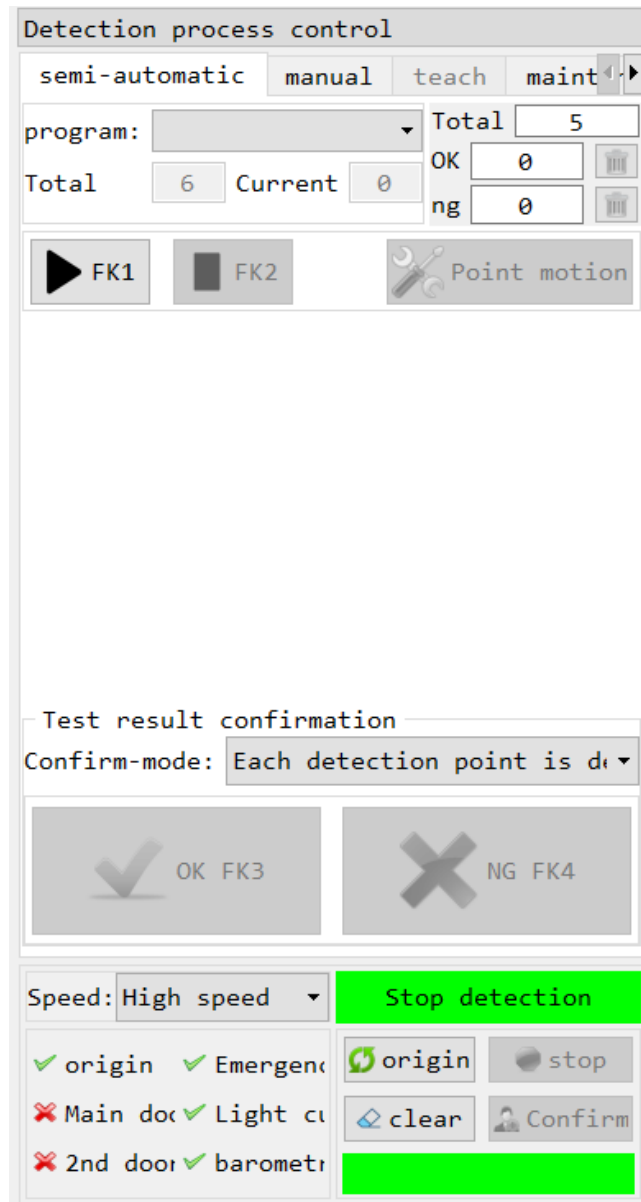 Detection process control
semi-automatic manual teach maint
program:
Total 5
OK 0
Total 6 Current 0
ng 0
FK1 FK2 Point motion
Test result confirmation
Confirm-mode: Each detection point is de
OK FK3 NG FK4
Speed: High speed Stop detection
origin Emergenc origin stop
Main doo Light cu clear Confirm
2nd door barometr